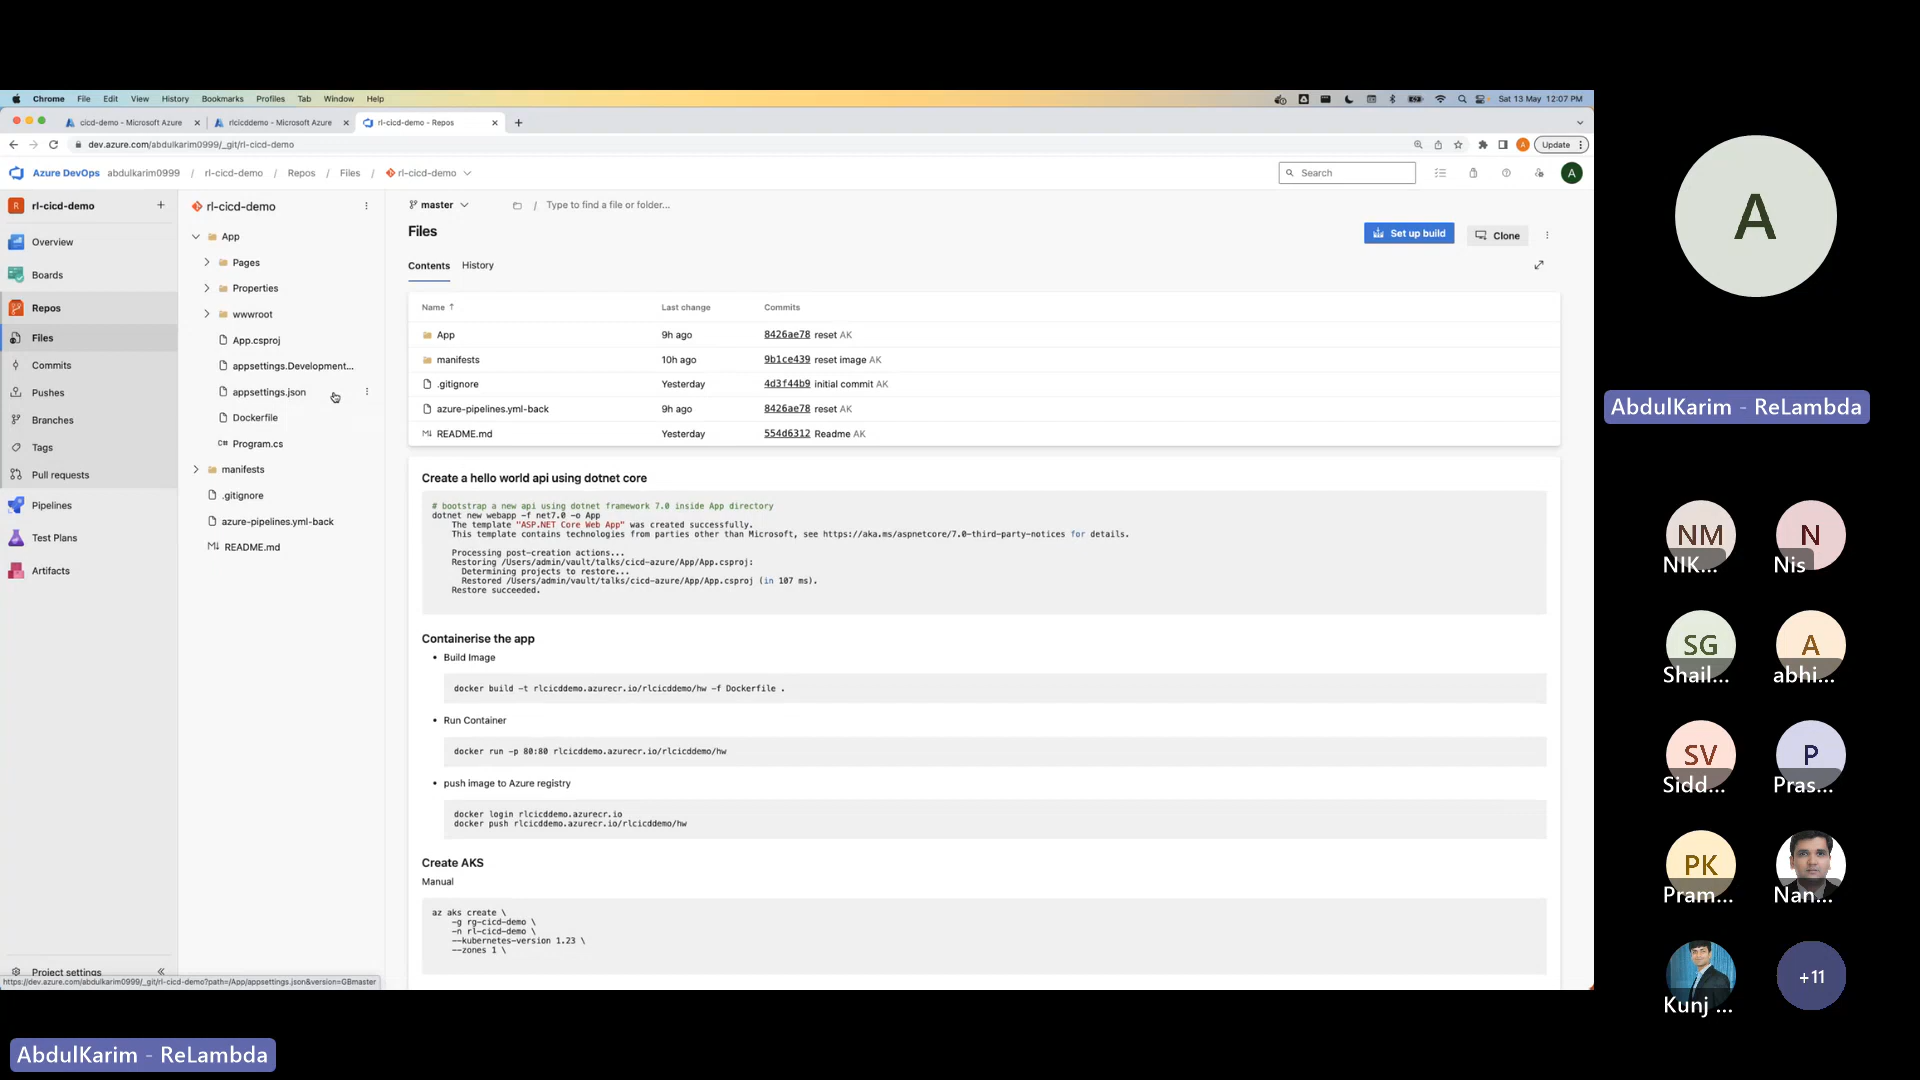 Chrome File Edit View History Bookmarks Profiles Tab Window Help
Sat 13 May 12:07 PM
cicd-demo - Microsoft Azure
rlcicddemo - Microsoft Azure
rl-cicd-demo - Repos
dev.azure.com/abdulkarim0999/_git/rl-cicd-demo
A
Update
Azure DevOps abdulkarim0999 / rl-cicd-demo / Repos / Files / rl-cicd-demo
Search
A
R rl-cicd-demo
Overview
Boards
Repos
Files
Commits
Pushes
Branches
Tags
Pull requests
Pipelines
Test Plans
Artifacts
Project settings
https://dev.azure.com/abdulkarim0999/_git/rl-cicd-demo?path=/App/appsettings.json&version=GBmaster
rl-cicd-demo
App
Pages
Properties
wwwroot
App.csproj
appsettings.Development...
appsettings.json
Dockerfile
C# Program.cs
manifests
.gitignore
azure-pipelines.yml-back
M↓ README.md
master
/ Type to find a file or folder...
Files
Set up build
Clone
Contents History
Name ↑ Last change Commits
App 9h ago 8426ae78 reset AK
manifests 10h ago 9b1ce439 reset image AK
.gitignore Yesterday 4d3f44b9 initial commit AK
azure-pipelines.yml-back 9h ago 8426ae78 reset AK
M↓ README.md Yesterday 554d6312 Readme AK
Create a hello world api using dotnet core
# bootstrap a new api using dotnet framework 7.0 inside App directory
dotnet new webapp -f net7.0 -o App
The template "ASP.NET Core Web App" was created successfully.
This template contains technologies from parties other than Microsoft, see https://aka.ms/aspnetcore/7.0-third-party-notices for details.
Processing post-creation actions...
Restoring /Users/admin/vault/talks/cicd-azure/App/App.csproj:
Determining projects to restore...
Restored /Users/admin/vault/talks/cicd-azure/App/App.csproj (in 107 ms).
Restore succeeded.
Containerise the app
• Build Image
docker build -t rlcicddemo.azurecr.io/rlcicddemo/hw -f Dockerfile .
• Run Container
docker run -p 80:80 rlcicddemo.azurecr.io/rlcicddemo/hw
• push image to Azure registry
docker login rlcicddemo.azurecr.io
docker push rlcicddemo.azurecr.io/rlcicddemo/hw
Create AKS
Manual
az aks create \
-g rg-cicd-demo \
-n rl-cicd-demo \
--kubernetes-version 1.23 \
--zones 1 \
A
AbdulKarim - ReLambda
NM
NIK...
N
Nis
SG
Shail...
A
abhi...
SV
Sidd...
P
Pras...
PK
Pram...
Nan...
Kunj ...
+11
AbdulKarim - ReLambda